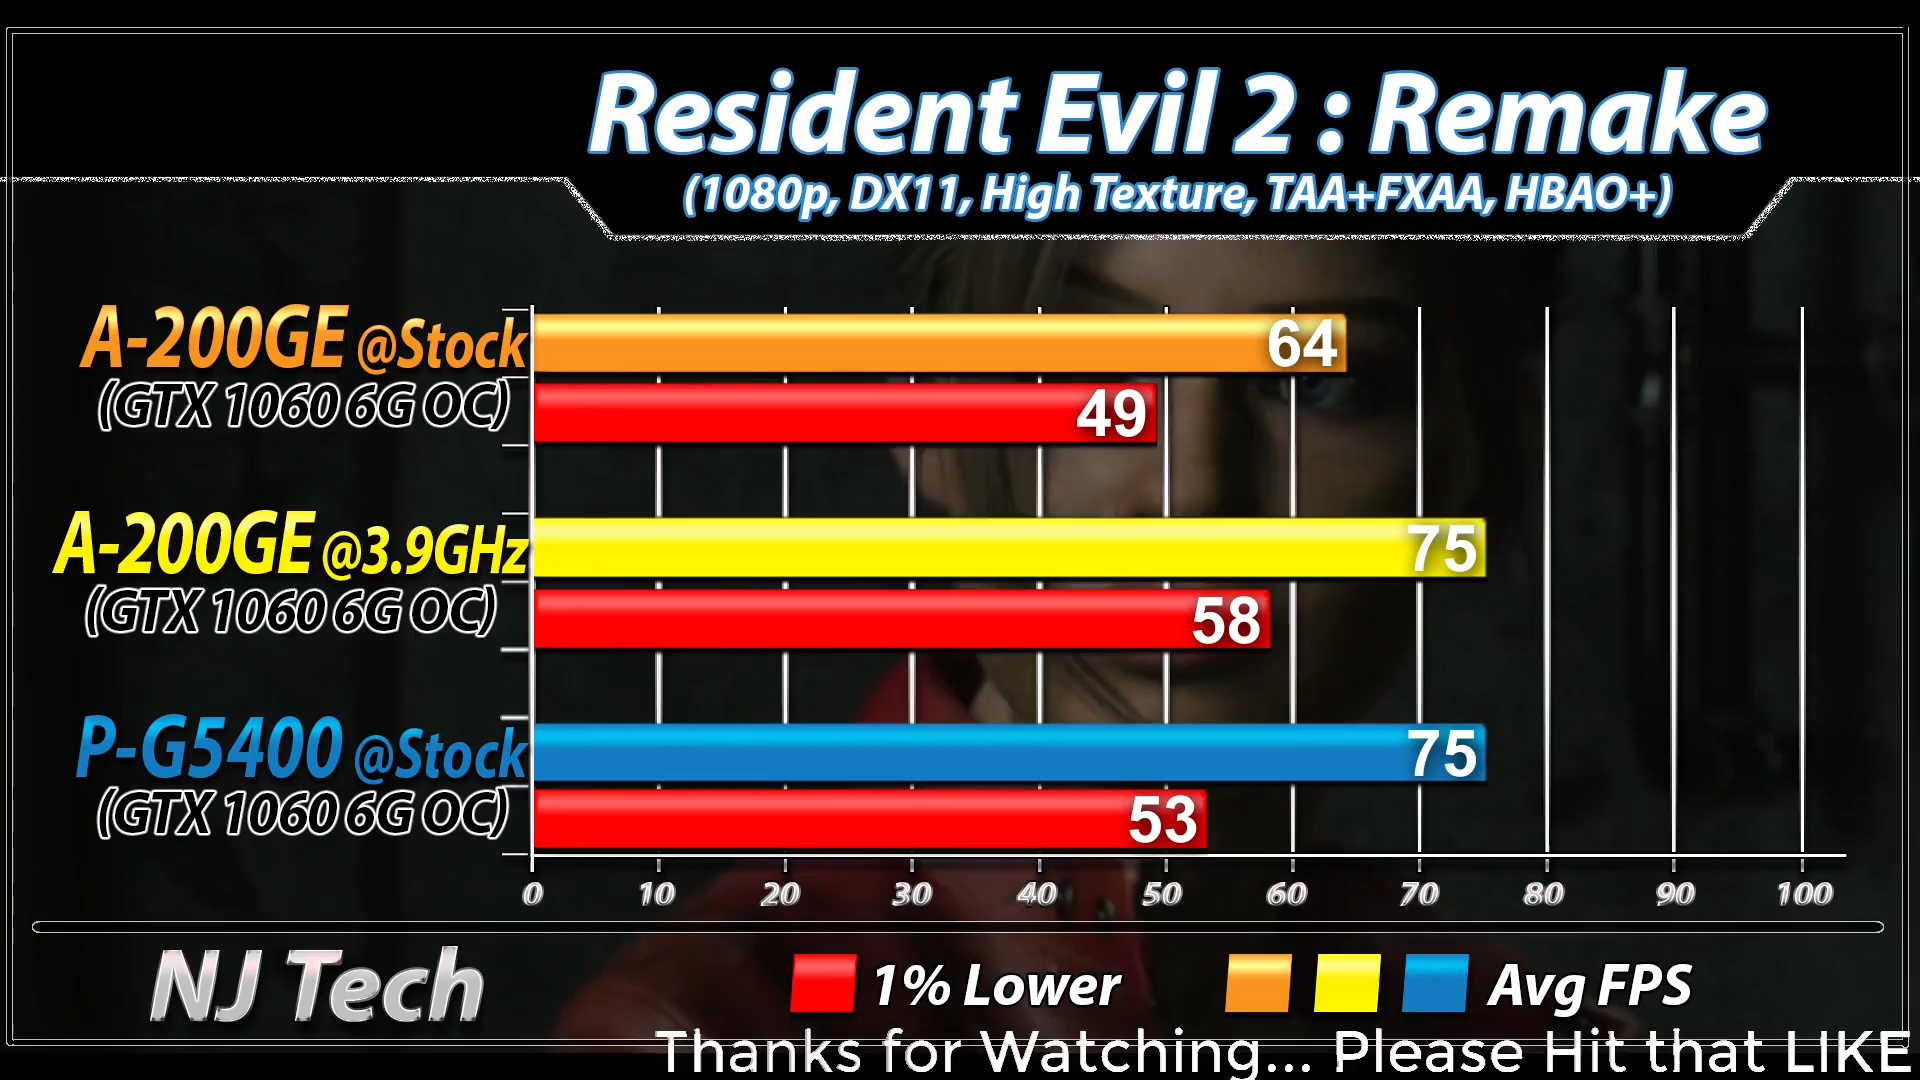 Resident Evil 2 : Remake
(1080p, DX11, High Texture, TAA+FXAA, HBAO+)
A-200GE @Stock
(GTX 1060 6G OC)
64
49
A-200GE @3.9GHz
(GTX 1060 6G OC)
75
58
P-G5400 @Stock
(GTX 1060 6G OC)
75
53
0 10 20 30 40 50 60 70 80 90 100
NJ Tech
1% Lower
Avg FPS
Thanks for Watching... Please Hit that LIKE